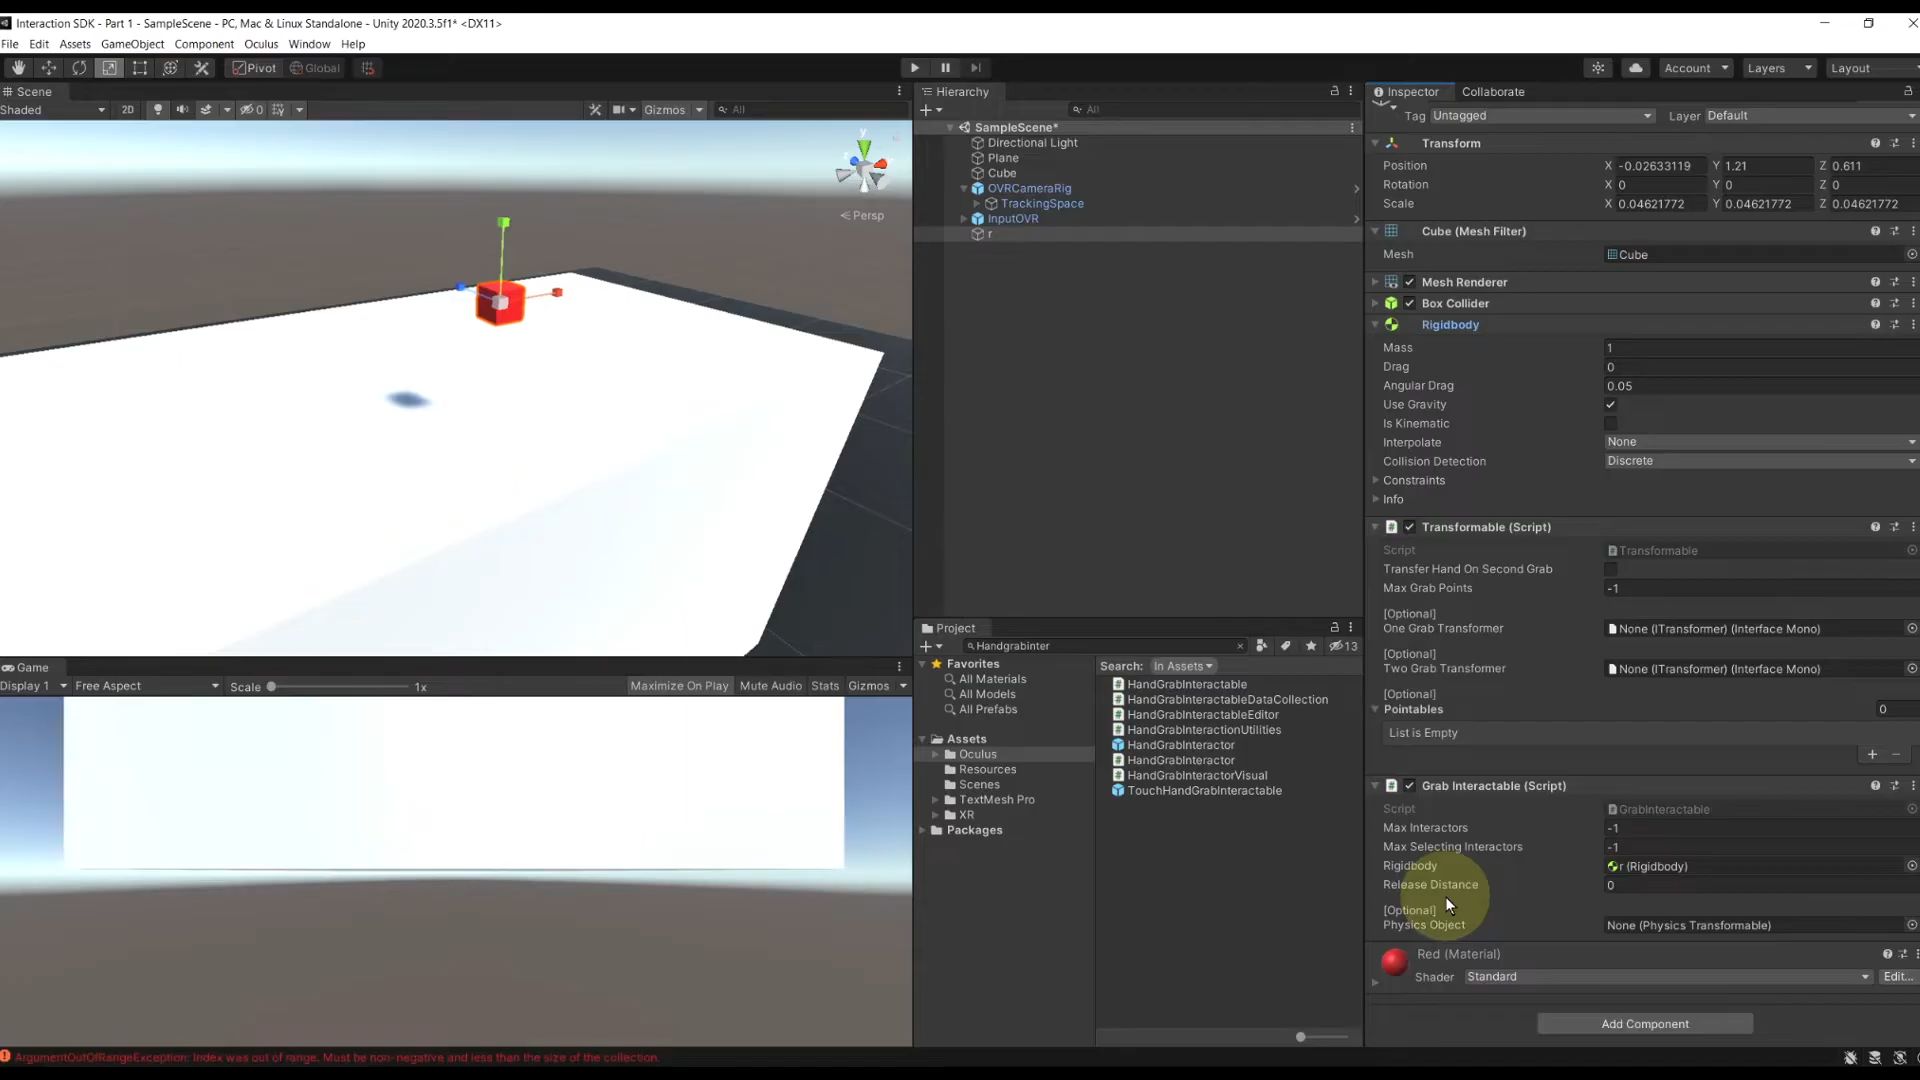 Interaction SDK - Part 1 - SampleScene - PC, Mac & Linux Standalone - Unity 2020.3.5f1* <DX11>
File Edit Assets GameObject Component Oculus Window Help
Pivot Global Account Layers Layout
Scene
Shaded 2D 0 Gizmos All
y
Persp
Game
Display 1 Free Aspect Scale 1x Maximize On Play Mute Audio Stats Gizmos
Hierarchy
All
SampleScene*
Directional Light
Plane
Cube
OVRCameraRig
TrackingSpace
InputOVR
r
Project
Handgrabinter 13
Favorites
All Materials
All Models
All Prefabs
Assets
Oculus
Resources
Scenes
TextMesh Pro
XR
Packages
Search: In Assets
HandGrabInteractable
HandGrabInteractableDataCollection
HandGrabInteractableEditor
HandGrabInteractionUtilities
HandGrabInteractor
HandGrabInteractor
HandGrabInteractorVisual
TouchHandGrabInteractable
Inspector Collaborate
Tag Untagged Layer Default
Transform
Position X -0.02633119 Y 1.21 Z 0.611
Rotation X 0 Y 0 Z 0
Scale X 0.04621772 Y 0.04621772 Z 0.04621772
Cube (Mesh Filter)
Mesh Cube
Mesh Renderer
Box Collider
Rigidbody
Mass 1
Drag 0
Angular Drag 0.05
Use Gravity
Is Kinematic
Interpolate None
Collision Detection Discrete
Constraints
Info
Transformable (Script)
Script Transformable
Transfer Hand On Second Grab
Max Grab Points -1
[Optional]
One Grab Transformer None (ITransformer) (Interface Mono)
[Optional]
Two Grab Transformer None (ITransformer) (Interface Mono)
[Optional]
Pointables 0
List is Empty
Grab Interactable (Script)
Script GrabInteractable
Max Interactors -1
Max Selecting Interactors -1
Rigidbody r (Rigidbody)
Release Distance 0
[Optional]
Physics Object None (Physics Transformable)
Red (Material)
Shader Standard Edit...
Add Component
ArgumentOutOfRangeException: Index was out of range. Must be non-negative and less than the size of the collection.